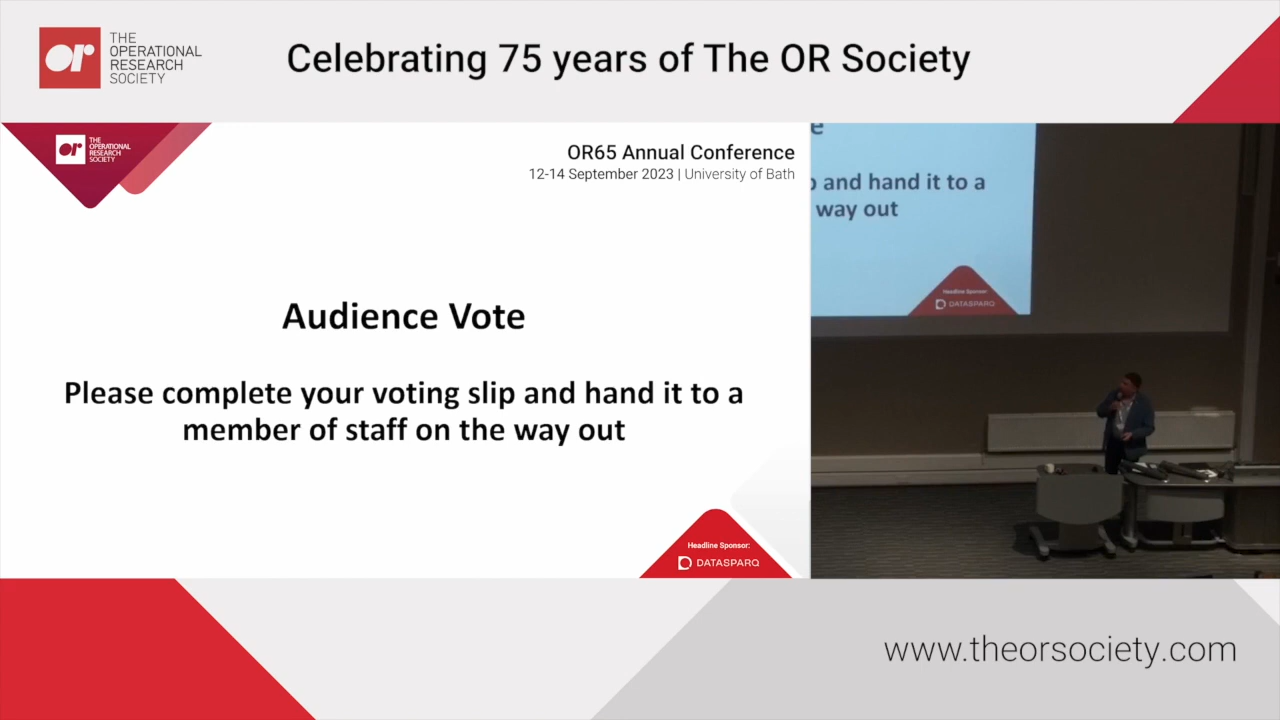 or
THE
OPERATIONAL
RESEARCH
SOCIETY
Celebrating 75 years of The OR Society
or
THE
OPERATIONAL
RESEARCH
SOCIETY
OR65 Annual Conference
12-14 September 2023 | University of Bath
Audience Vote
Please complete your voting slip and hand it to a
member of staff on the way out
Headline Sponsor:
DATASPARQ
e
p and hand it to a
way out
Headline Sponsor:
DATASPARQ
www.theorsociety.com